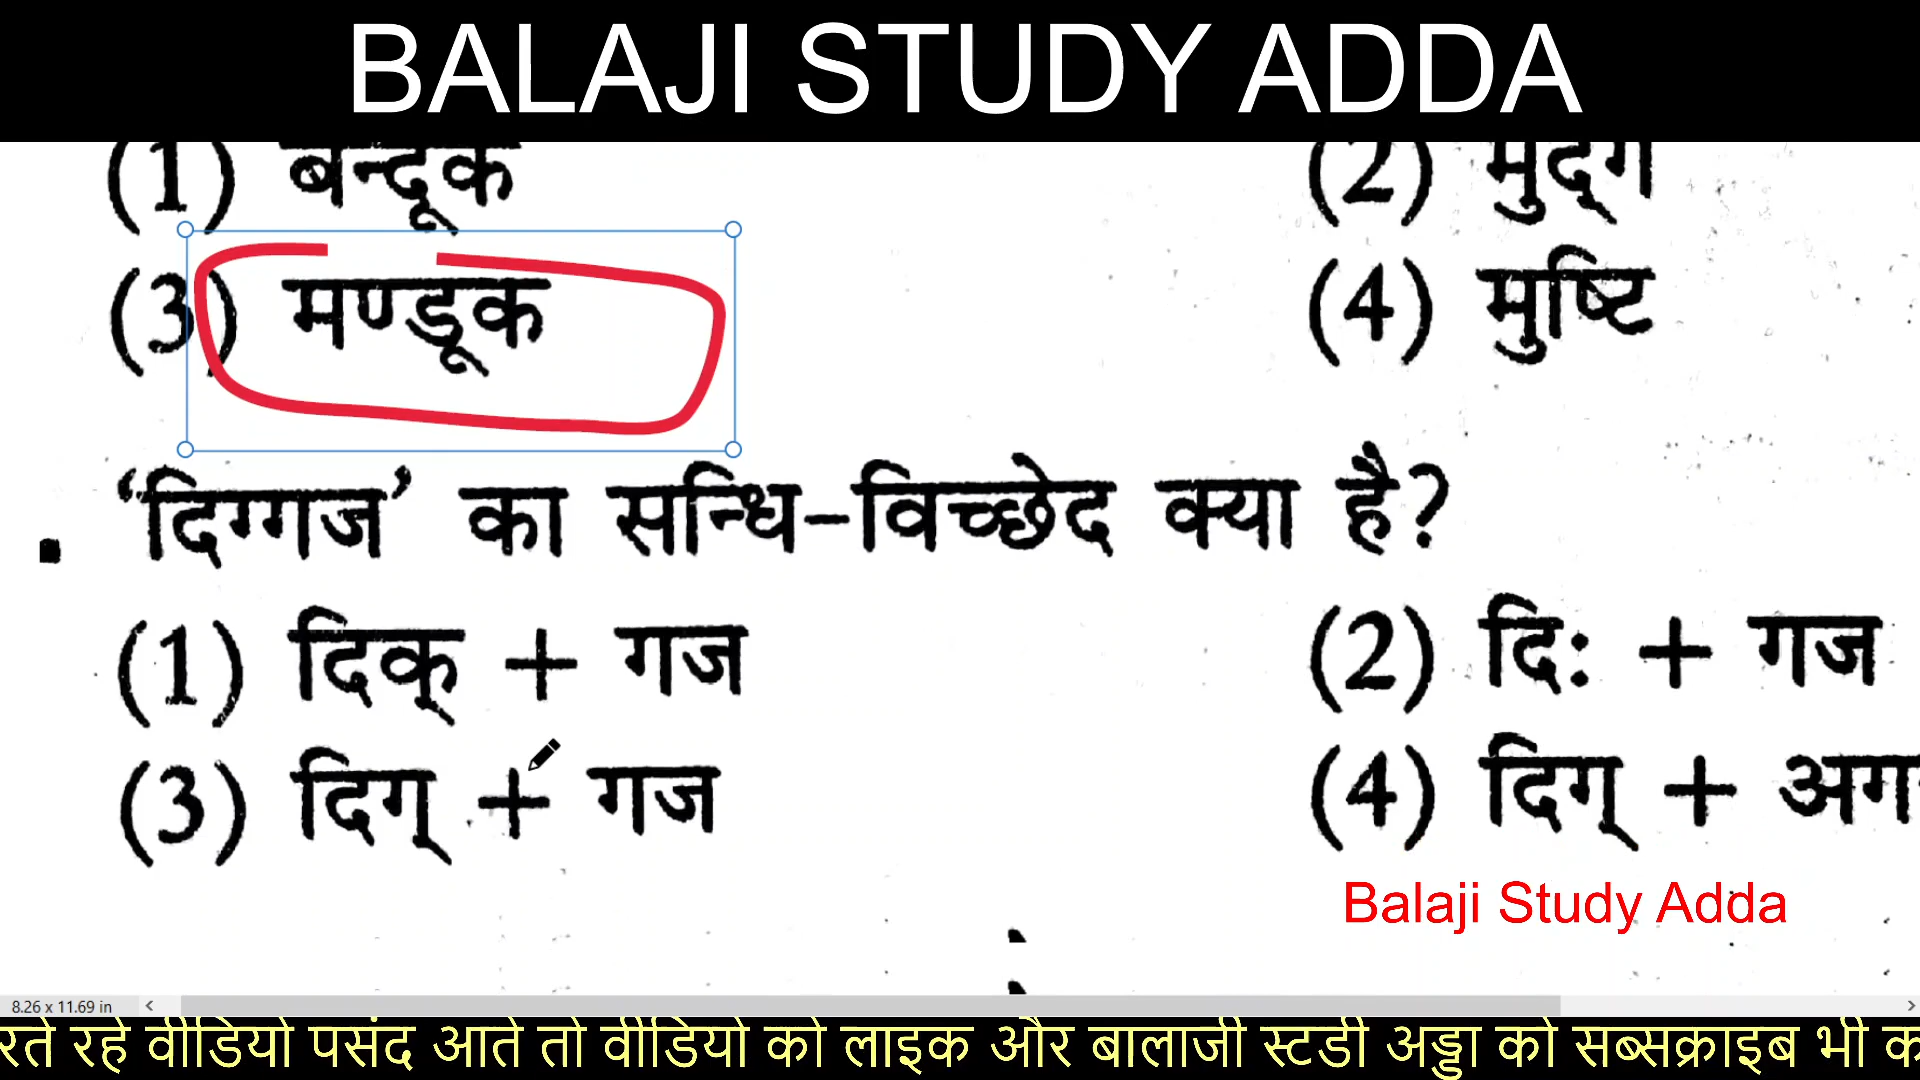 BALAJI STUDY ADDA
(1) बन्दूक (2) मुद्ग
(3) मण्डूक (4) मुष्टि
'दिग्गज' का सन्धि-विच्छेद क्या है?
(1) दिक् + गज (2) दिः + गज
(3) दिग् + गज (4) दिग् + अग
Balaji Study Adda
8.26 x 11.69 in
रते रहे वीडियो पसंद आते तो वीडियो को लाइक और बालाजी स्टडी अड्डा को सब्सक्राइब भी क